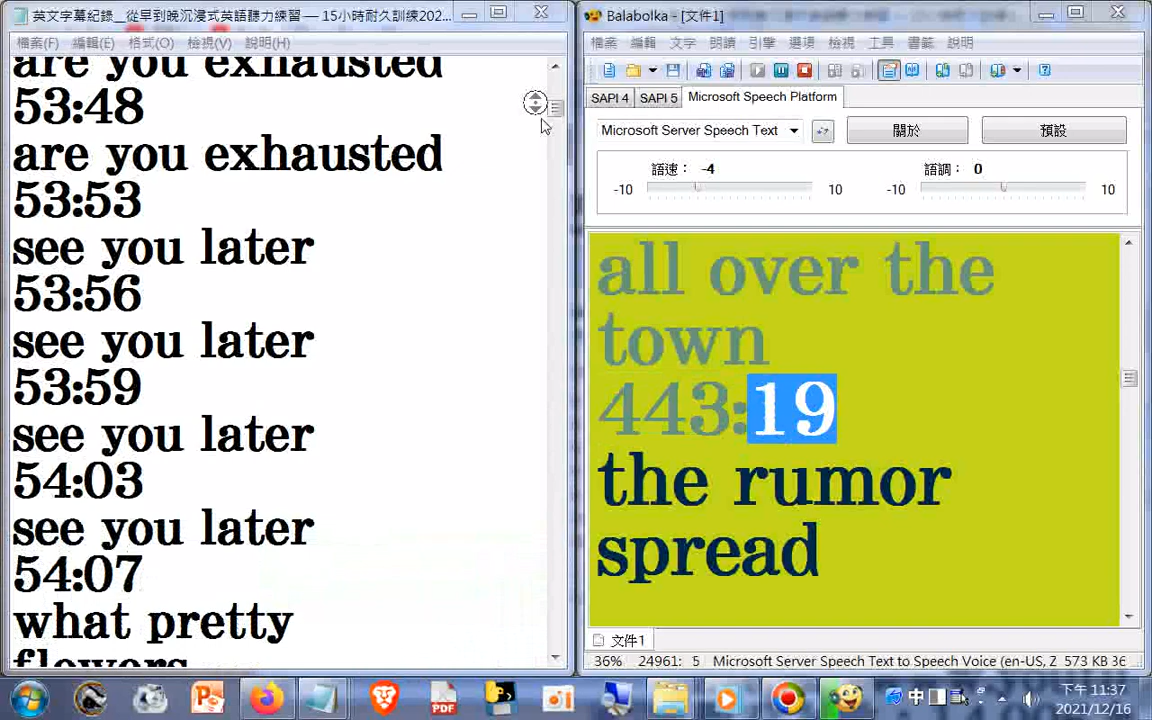 英文字幕紀錄__從早到晚沉浸式英語聽力練習 — 15小時耐久訓練202...
檔案(F) 編輯(E) 格式(O) 檢視(V) 說明(H)
are you exhausted
53:48
are you exhausted
53:53
see you later
53:56
see you later
53:59
see you later
54:03
see you later
54:07
what pretty
flowers
Balabolka - [文件1]
檔案 編輯 文字 朗讀 引擎 選項 檢視 工具 書籤 說明
SAPI 4 SAPI 5 Microsoft Speech Platform
Microsoft Server Speech Text 關於 預設
語速： -4 語調： 0
-10 10 -10 10
all over the
town
443:19
the rumor
spread
文件1
36% 24961: 5 Microsoft Server Speech Text to Speech Voice (en-US, Z 573 KB 36
中
下午 11:37
2021/12/16